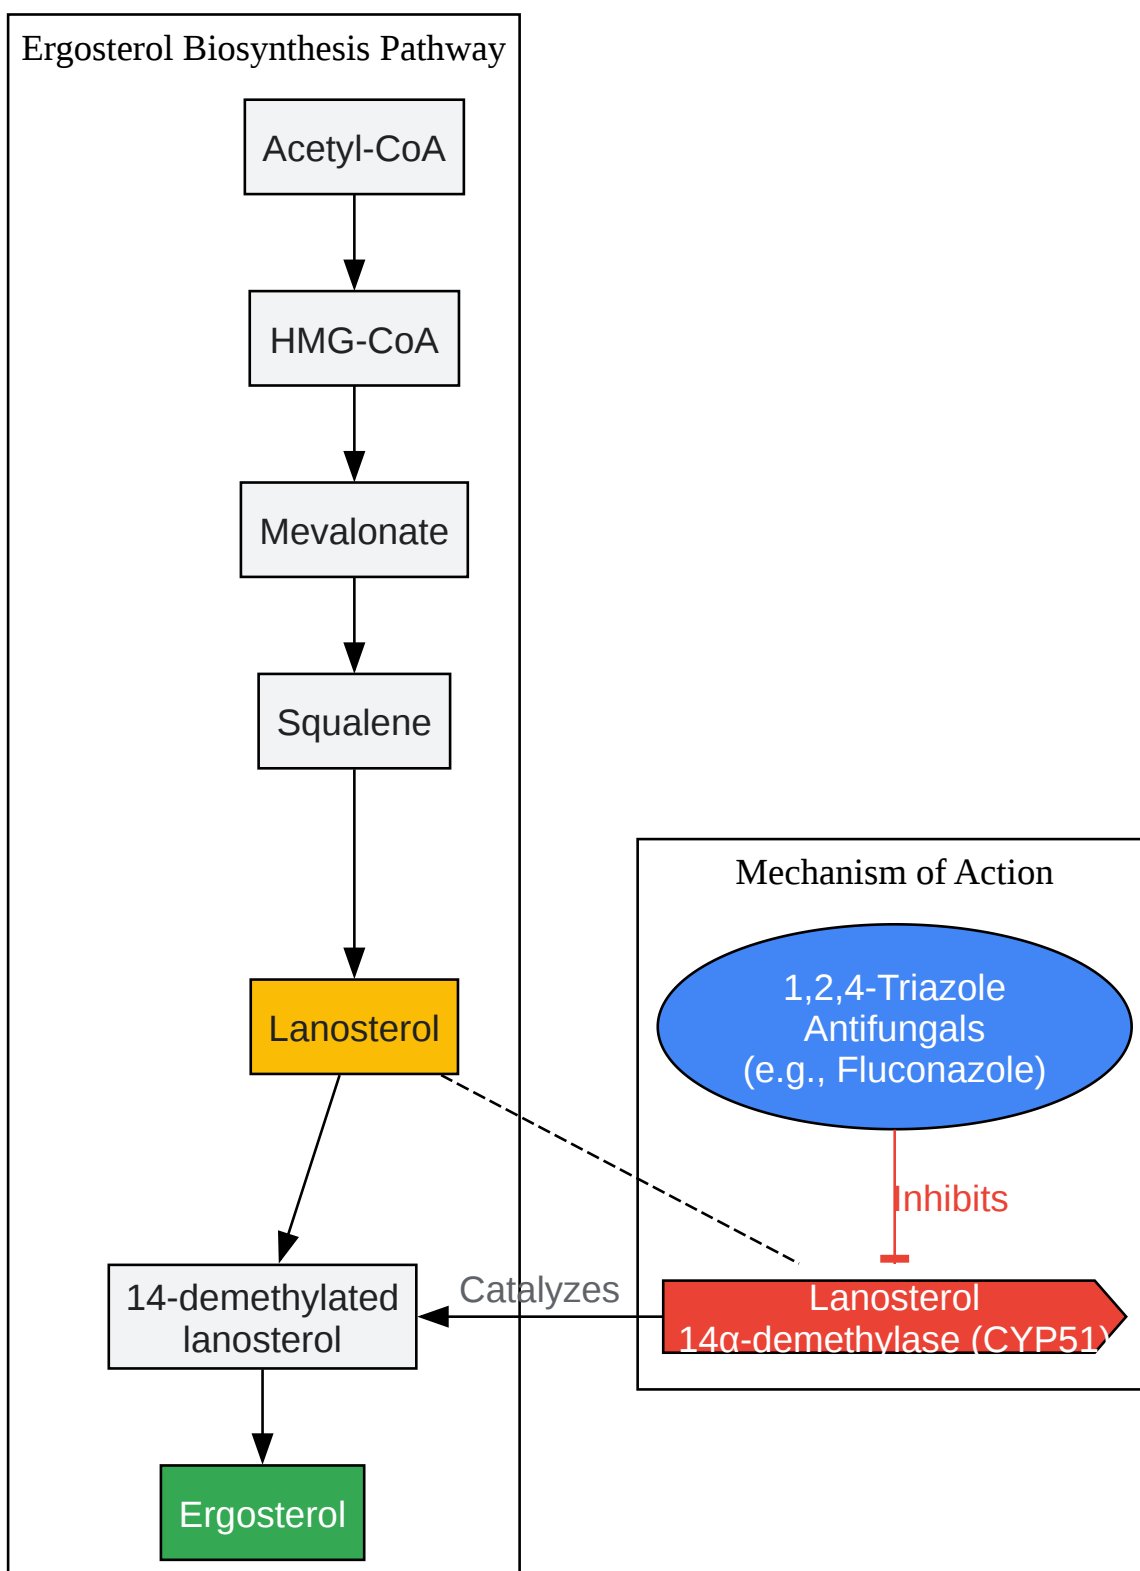 Ergosterol Biosynthesis Pathway
Acetyl-CoA
HMG-CoA
Mevalonate
Squalene
Lanosterol
14-demethylated
lanosterol
Ergosterol
Mechanism of Action
1,2,4-Triazole
Antifungals
(e.g., Fluconazole)
Inhibits
Catalyzes
Lanosterol
14α-demethylase (CYP51)